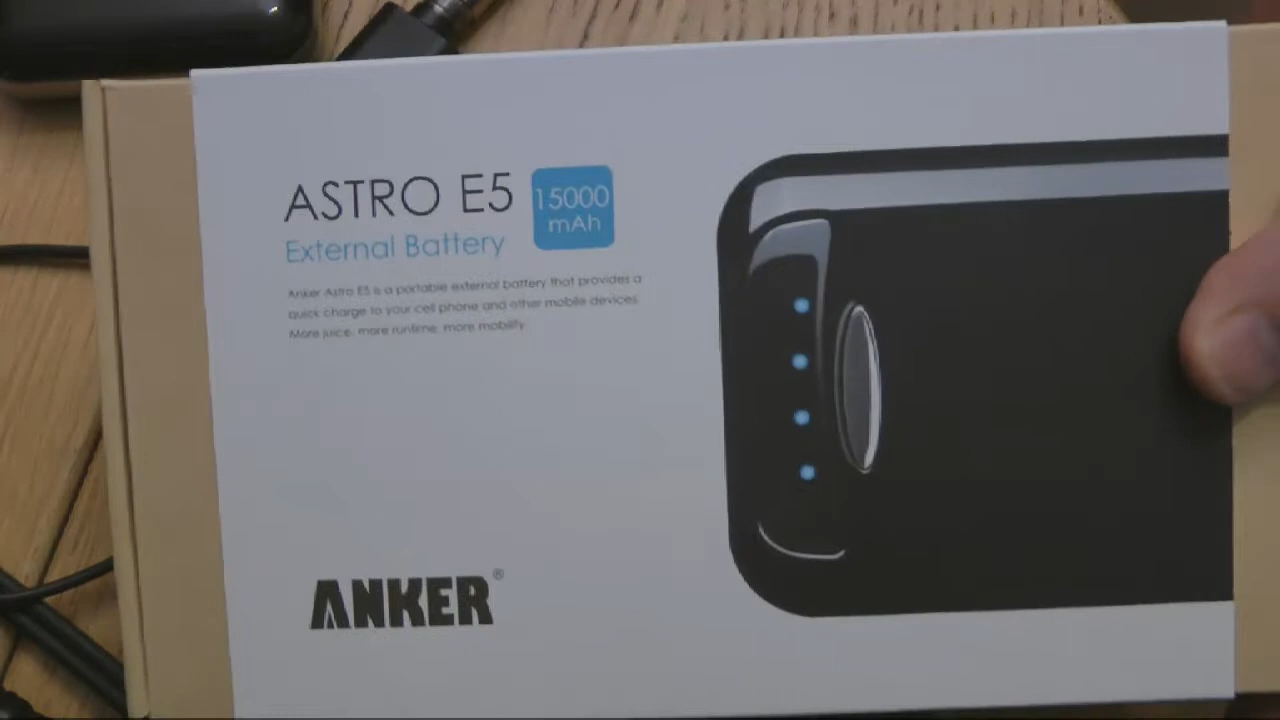 ASTRO E5
15000
mAh
External Battery
Anker Astro E5 is a portable external battery that provides a
quick charge to your cell phone and other mobile devices.
More juice, more runtime, more mobility.
ANKER®